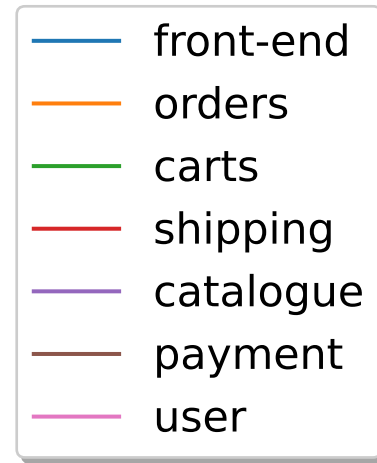 front-end
orders
carts
shipping
catalogue
payment
user